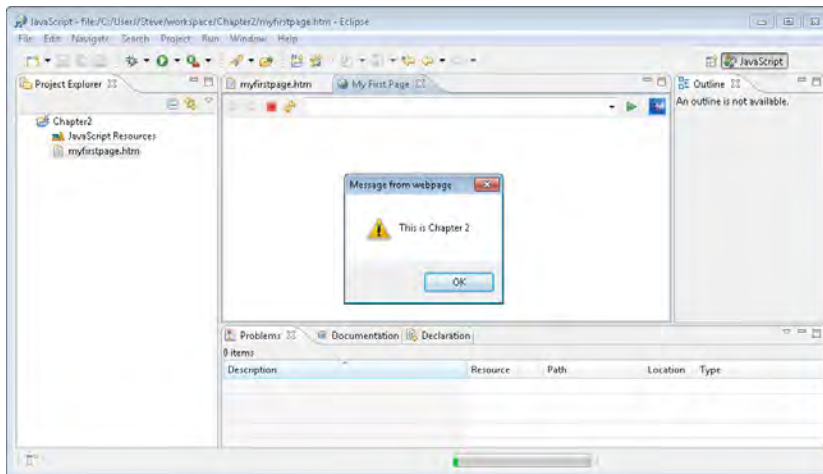 JavaScript - file:/C:/Users/Steve/workspace/Chapter2/myfirstpage.htm - Eclipse
File Edit Navigate Search Project Run Window Help
JavaScript
Project Explorer
myfirstpage.htm
My First Page
Outline
An outline is not available.
Chapter2
JavaScript Resources
myfirstpage.htm
Message from webpage
This is Chapter 2
OK
Problems
Documentation
Declaration
0 items
Description Resource Path Location Type